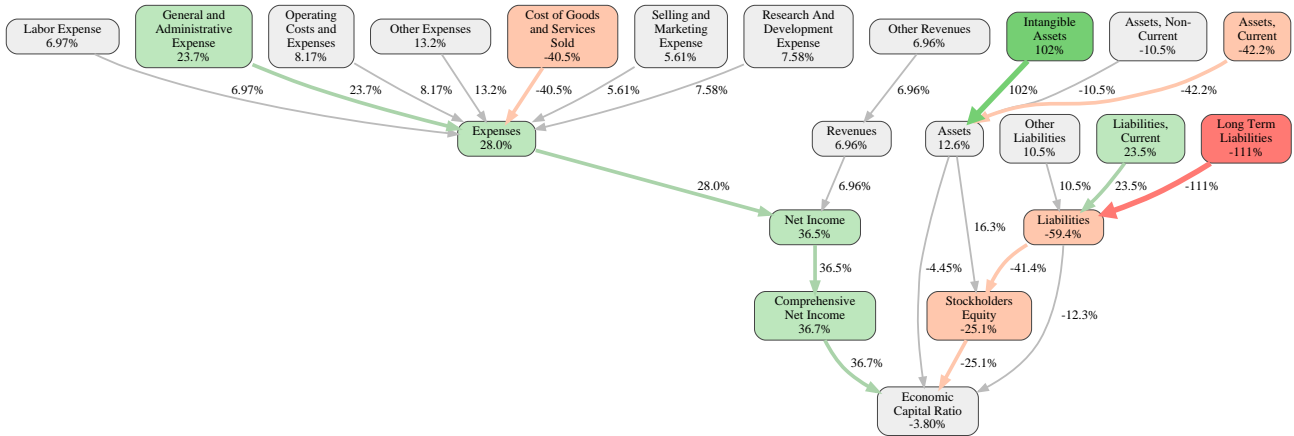 Labor Expense
6.97%
General and
Administrative
Expense
23.7%
Operating
Costs and
Expenses
8.17%
Other Expenses
13.2%
Cost of Goods
and Services
Sold
-40.5%
Selling and
Marketing
Expense
5.61%
Research And
Development
Expense
7.58%
Other Revenues
6.96%
Intangible
Assets
102%
Assets, Non-
Current
-10.5%
Assets,
Current
-42.2%
6.97%
23.7%
8.17%
13.2%
-40.5%
5.61%
7.58%
6.96%
102%
-10.5%
-42.2%
Expenses
28.0%
Revenues
6.96%
Assets
12.6%
Other
Liabilities
10.5%
Liabilities,
Current
23.5%
Long Term
Liabilities
-111%
28.0%
6.96%
10.5%
23.5%
-111%
Net Income
36.5%
16.3%
Liabilities
-59.4%
36.5%
-4.45%
-41.4%
Comprehensive
Net Income
36.7%
Stockholders
Equity
-25.1%
-12.3%
36.7%
-25.1%
Economic
Capital Ratio
-3.80%